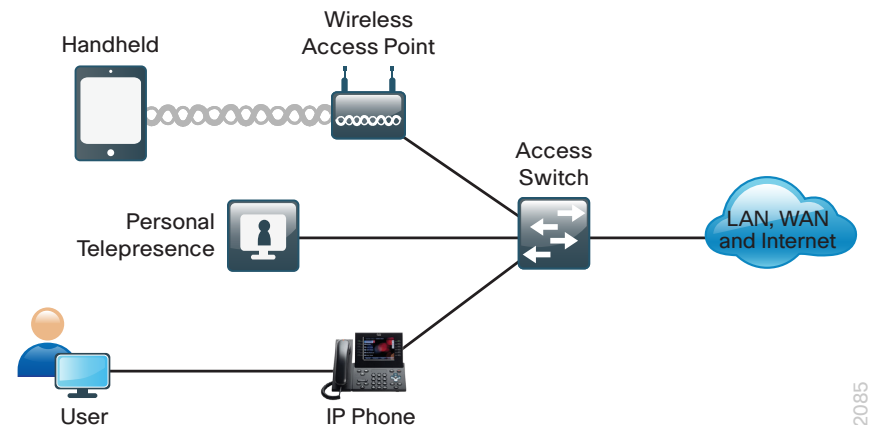 Wireless
Access Point
Handheld
Access
Switch
Personal
Telepresence
LAN, WAN
and Internet
User
IP Phone
2085